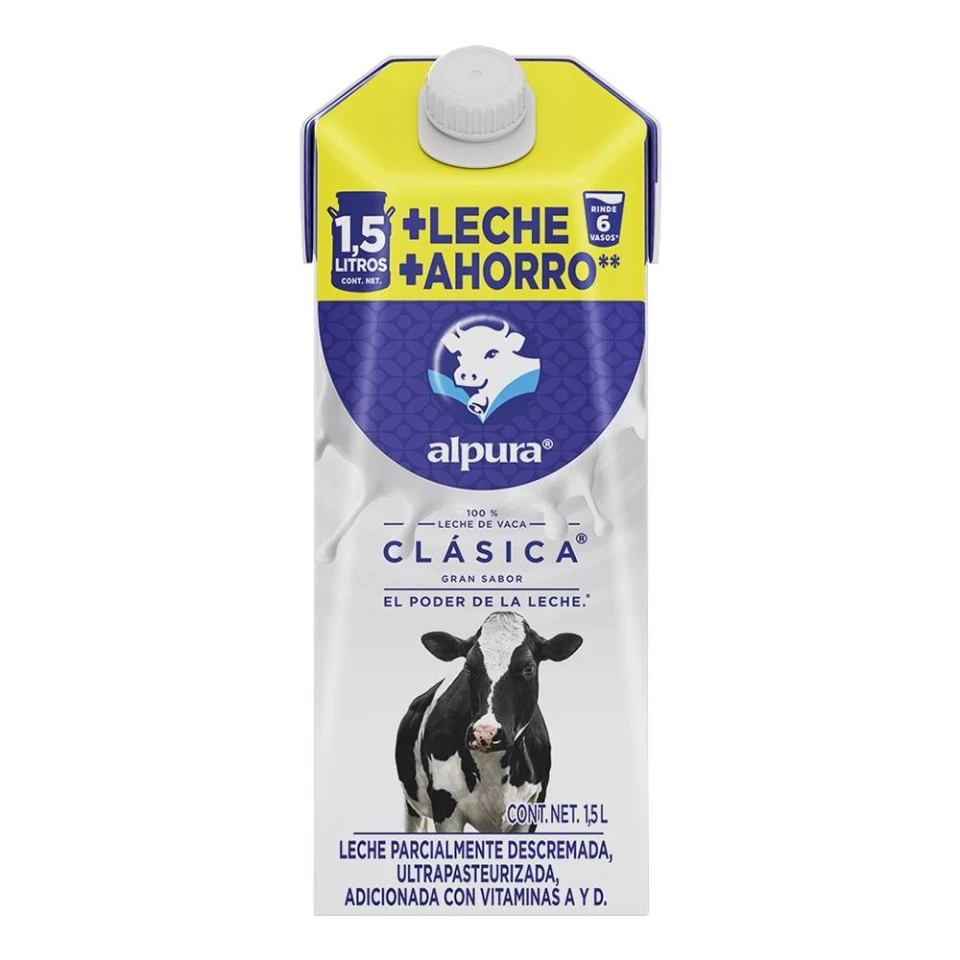 +LECHE
+AHORRO**
1,5
LITROS
CONT. NET.
RINDE
6
VASOS*
alpura®
100 %
LECHE DE VACA
CLÁSICA®
GRAN SABOR
EL PODER DE LA LECHE.®
CONT. NET. 1,5 L
LECHE PARCIALMENTE DESCREMADA,
ULTRAPASTEURIZADA,
ADICIONADA CON VITAMINAS A Y D.